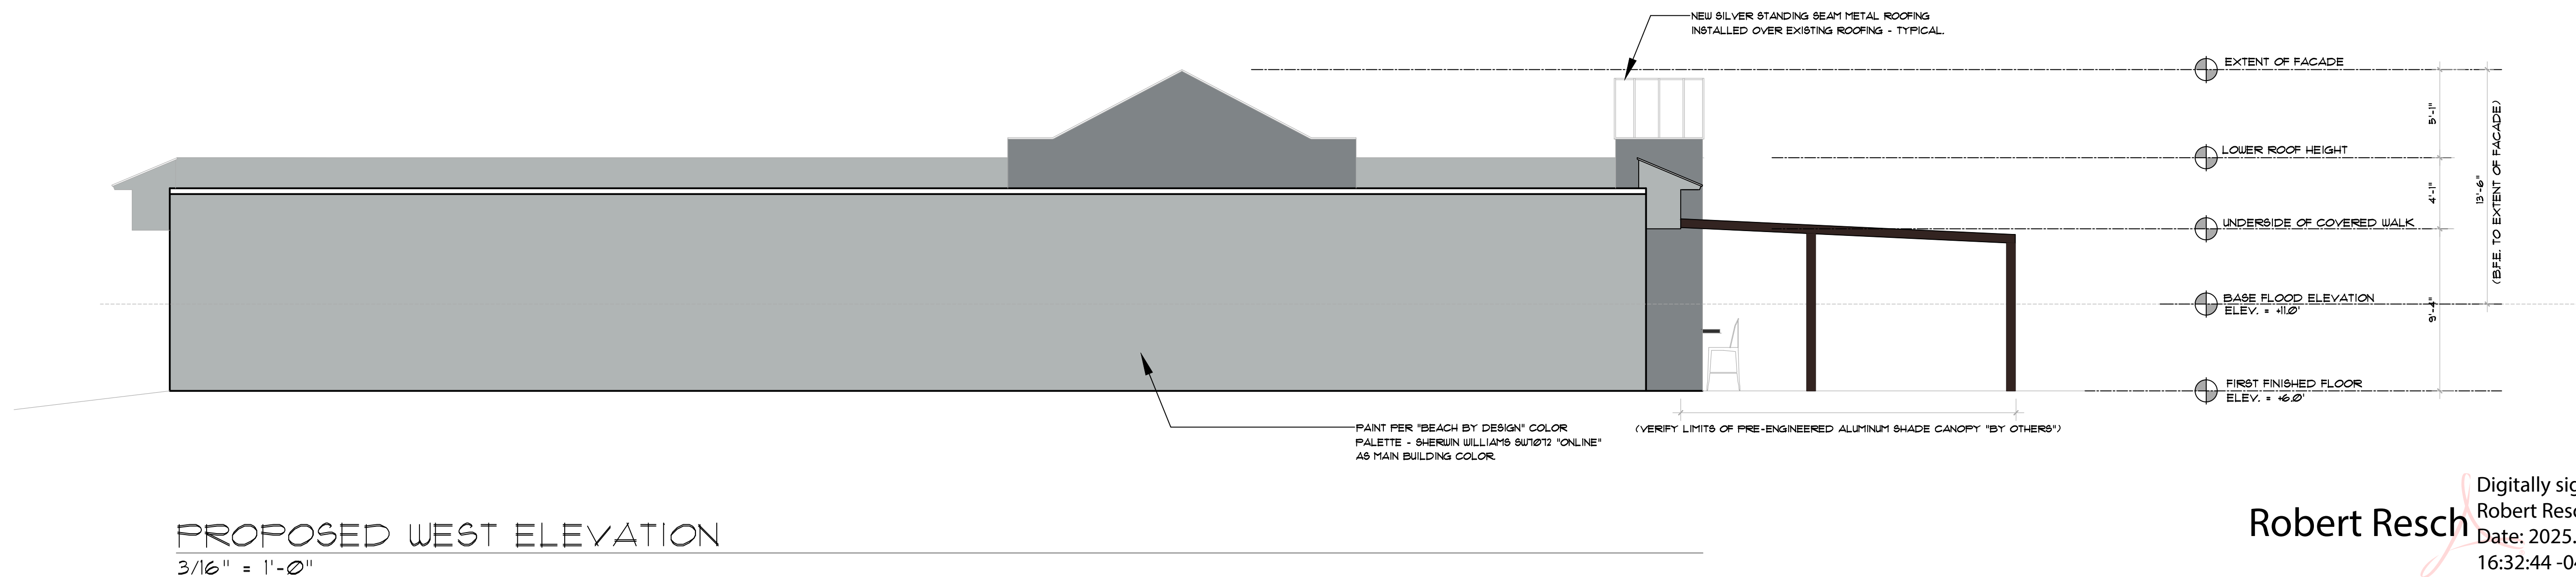 NEW SILVER STANDING SEAM METAL ROOFING
INSTALLED OVER EXISTING ROOFING - TYPICAL.
EXTENT OF FACADE
5'-1"
LOWER ROOF HEIGHT
4'-1"
13'-6"
(B.F.E. TO EXTENT OF FACADE)
UNDERSIDE OF COVERED WALK
BASE FLOOD ELEVATION
ELEV. = +11.0'
9'-4"
FIRST FINISHED FLOOR
ELEV. = +6.0'
PAINT PER "BEACH BY DESIGN" COLOR
PALETTE - SHERWIN WILLIAMS SW7072 "ONLINE"
AS MAIN BUILDING COLOR.
(VERIFY LIMITS OF PRE-ENGINEERED ALUMINUM SHADE CANOPY "BY OTHERS")
PROPOSED WEST ELEVATION
3/16" = 1'-0"
Robert Resch
Digitally sig
Robert Resc
Date: 2025.
16:32:44 -04